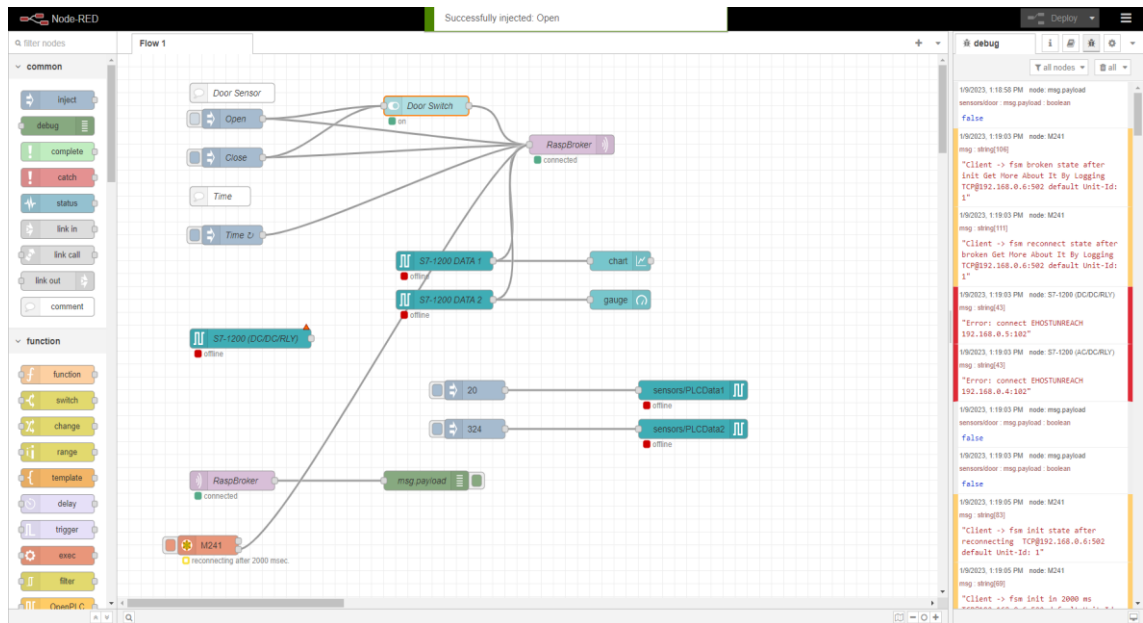 Node-RED
Successfully injected: Open
Deploy
filter nodes
common
inject
debug
complete
catch
status
link in
link call
link out
comment
function
function
switch
change
range
template
delay
trigger
exec
filter
OpenPLC
Flow 1
Door Sensor
Open
Door Switch
on
RaspBroker
connected
Close
Time
Time ↻
S7-1200 DATA 1
offline
chart
S7-1200 DATA 2
offline
gauge
S7-1200 (DC/DC/RLY)
offline
20
sensors/PLCData1
offline
324
sensors/PLCData2
offline
RaspBroker
connected
msg.payload
M241
reconnecting after 2000 msec.
debug
all nodes
all
1/9/2023, 1:18:58 PM node: msg.payload
sensors/door : msg.payload : boolean
false
1/9/2023, 1:19:03 PM node: M241
msg : string[106]
"Client -> fsm broken state after
init Get More About It By Logging
TCP@192.168.0.6:502 default Unit-Id:
1"
1/9/2023, 1:19:03 PM node: M241
msg : string[111]
"Client -> fsm reconnect state after
broken Get More About It By Logging
TCP@192.168.0.6:502 default Unit-Id:
1"
1/9/2023, 1:19:03 PM node: S7-1200 (DC/DC/RLY)
msg : string[43]
"Error: connect EHOSTUNREACH
192.168.0.5:102"
1/9/2023, 1:19:03 PM node: S7-1200 (AC/DC/RLY)
msg : string[43]
"Error: connect EHOSTUNREACH
192.168.0.4:102"
1/9/2023, 1:19:03 PM node: msg.payload
sensors/door : msg.payload : boolean
false
1/9/2023, 1:19:03 PM node: msg.payload
sensors/door : msg.payload : boolean
false
1/9/2023, 1:19:05 PM node: M241
msg : string[83]
"Client -> fsm init state after
reconnecting TCP@192.168.0.6:502
default Unit-Id: 1"
1/9/2023, 1:19:05 PM node: M241
msg : string[69]
"Client -> fsm init in 2000 ms